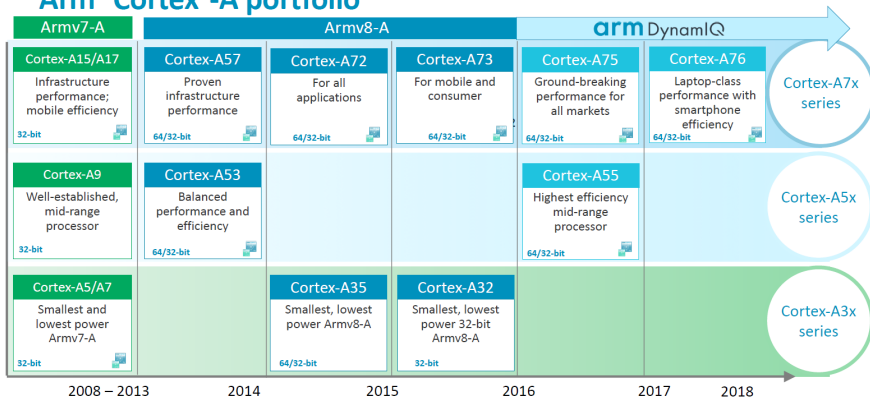 Arm Cortex -A portfolio
Armv7-A
Armv8-A
arm DynamIQ
Cortex-A15/A17
Infrastructure
performance;
mobile efficiency
32-bit
Cortex-A57
Proven
infrastructure
performance
64/32-bit
Cortex-A72
For all
applications
64/32-bit
Cortex-A73
For mobile and
consumer
64/32-bit
2
Cortex-A75
Ground-breaking
performance for
all markets
64/32-bit
Cortex-A76
Laptop-class
performance with
smartphone
efficiency
64/32-bit
Cortex-A7x
series
Cortex-A9
Well-established,
mid-range
processor
32-bit
Cortex-A53
Balanced
performance and
efficiency
64/32-bit
Cortex-A55
Highest efficiency
mid-range
processor
64/32-bit
Cortex-A5x
series
Cortex-A5/A7
Smallest and
lowest power
Armv7-A
32-bit
Cortex-A35
Smallest, lowest
power Armv8-A
64/32-bit
Cortex-A32
Smallest, lowest
power 32-bit
Armv8-A
32-bit
Cortex-A3x
series
2008 – 2013
2014
2015
2016
2017
2018